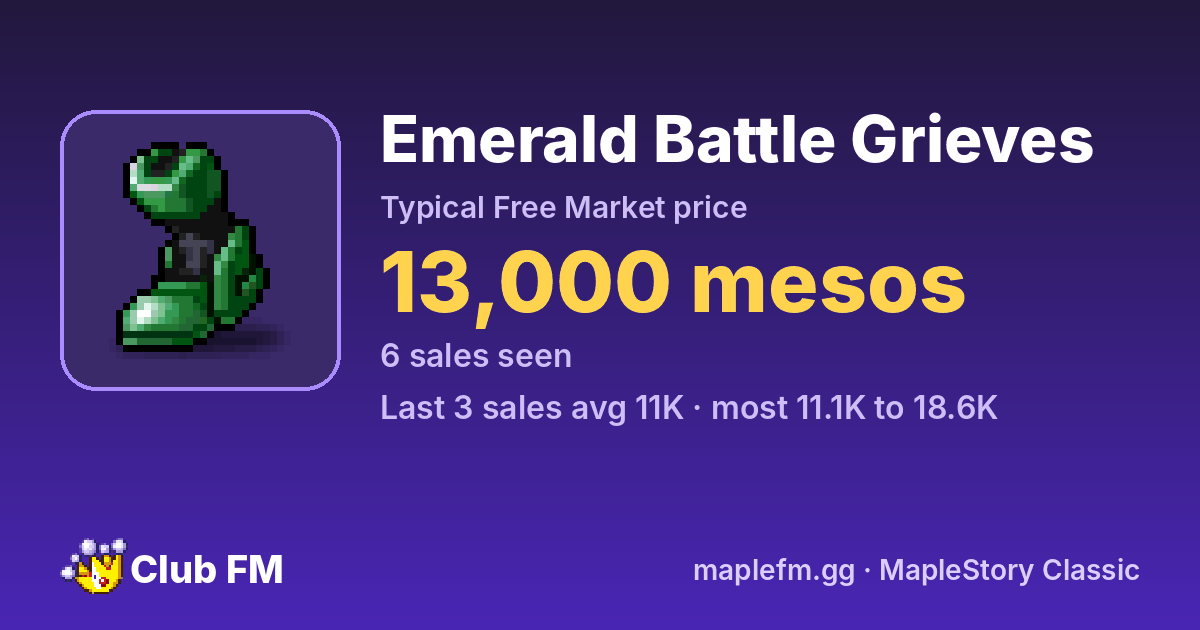 Emerald Battle Grieves
Typical Free Market price
13,000 mesos
6 sales seen
Last 3 sales avg 11K · most 11.1K to 18.6K
Club FM
maplefm.gg · MapleStory Classic